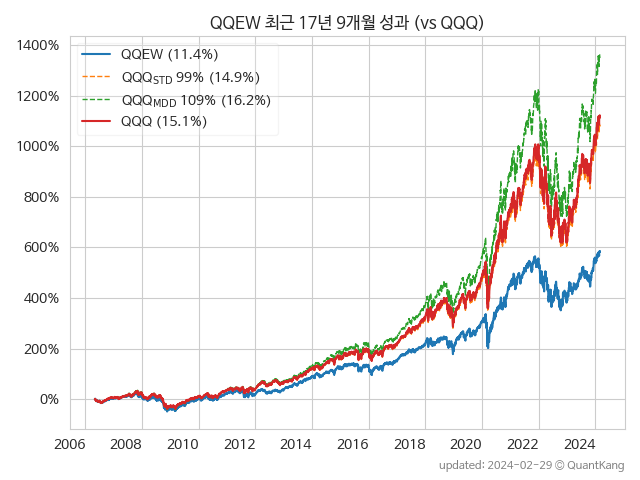 QQEW 최근 17년 9개월 성과 (vs QQQ)
1400%
1200%
1000%
800%
600%
400%
200%
0%
QQEW (11.4%)
QQQSTD 99% (14.9%)
QQQMDD 109% (16.2%)
QQQ (15.1%)
2006 2008 2010 2012 2014 2016 2018 2020 2022 2024
updated: 2024-02-29 © QuantKang